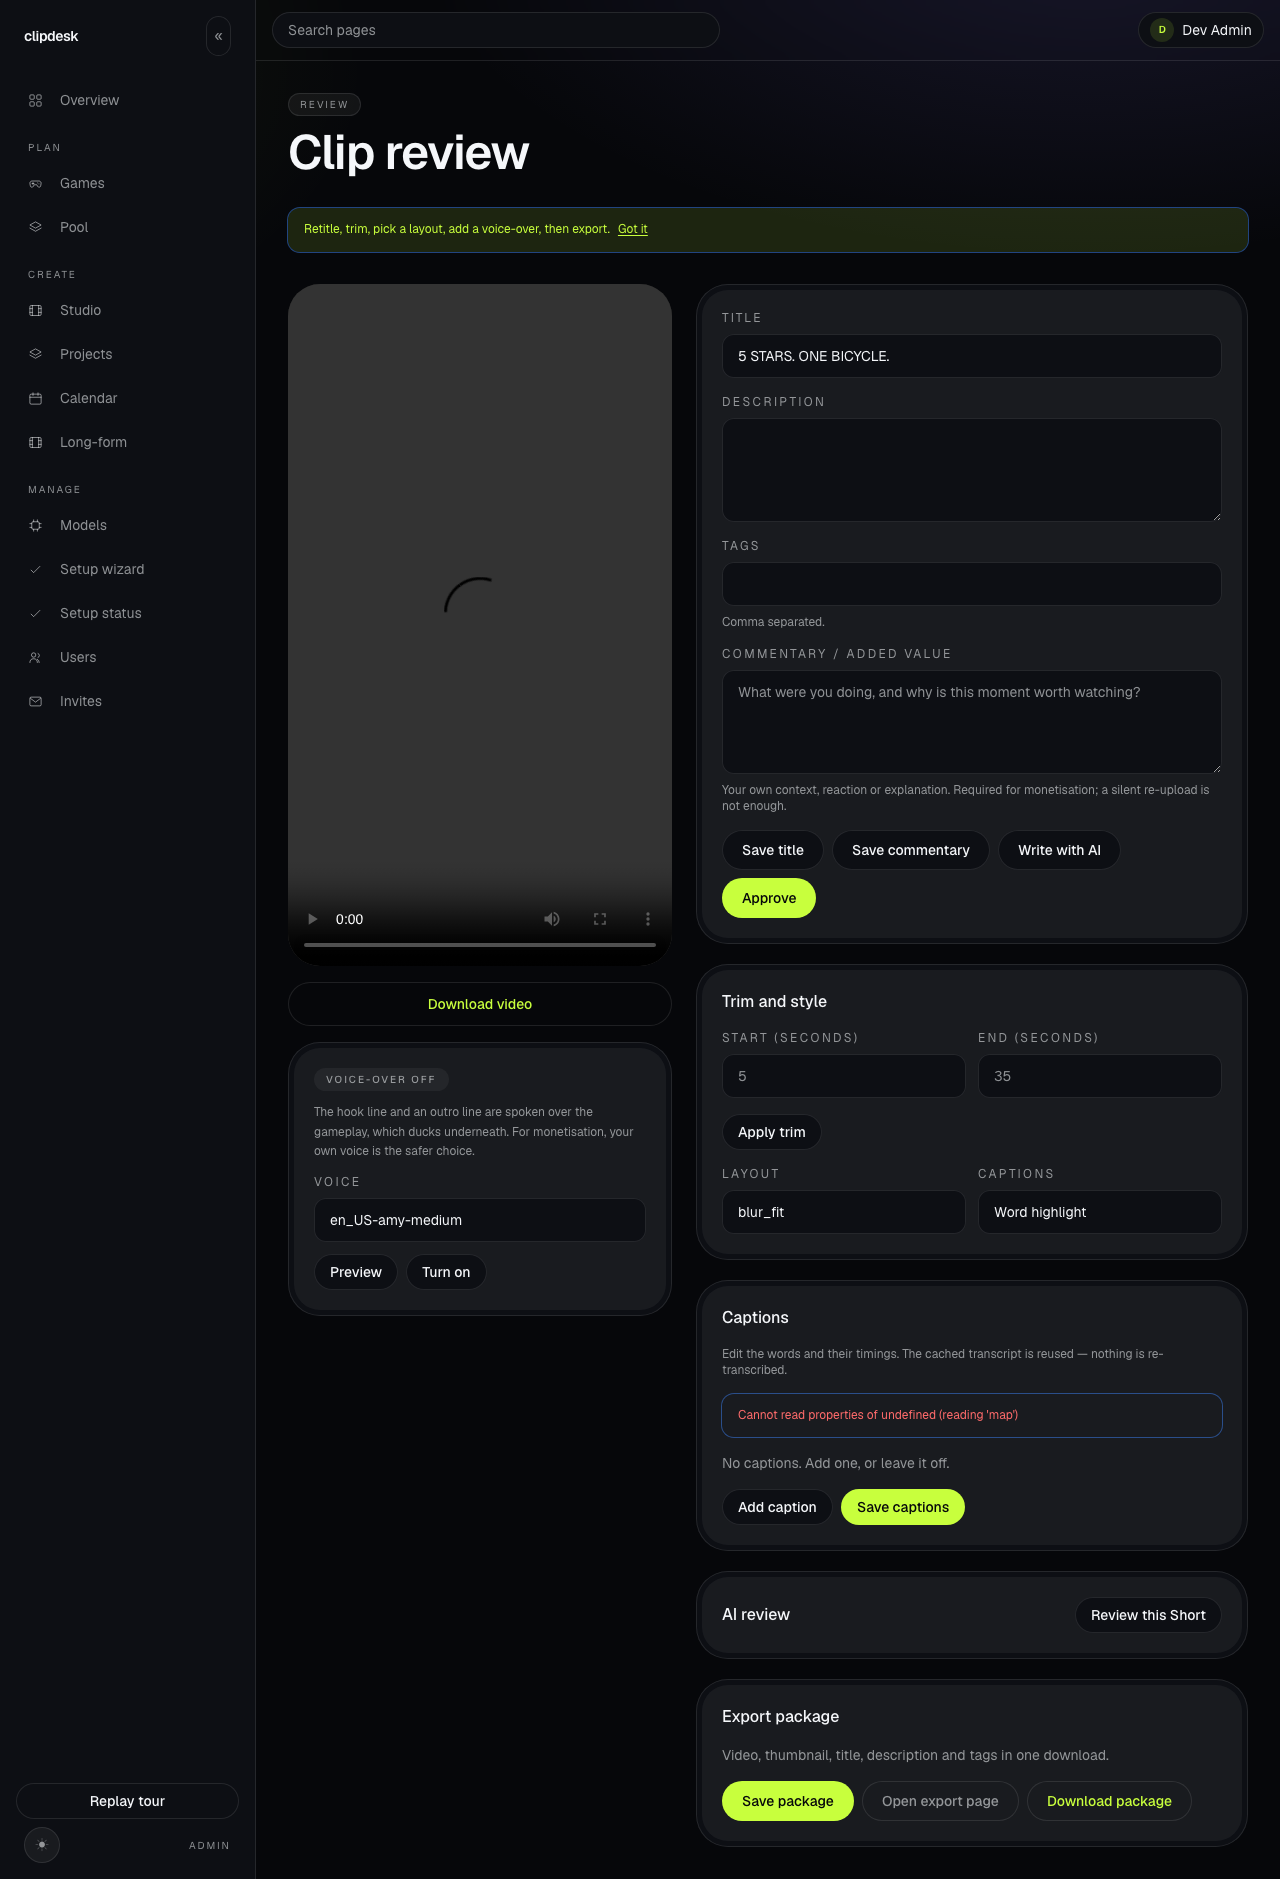 clipdesk
«
Search pages
D
Dev Admin
Overview
PLAN
Games
Pool
CREATE
Studio
Projects
Calendar
Long-form
MANAGE
Models
Setup wizard
Setup status
Users
Invites
Replay tour
ADMIN
REVIEW
Clip review
Retitle, trim, pick a layout, add a voice-over, then export. Got it
0:00
Download video
VOICE-OVER OFF
The hook line and an outro line are spoken over the
gameplay, which ducks underneath. For monetisation, your
own voice is the safer choice.
VOICE
en_US-amy-medium
Preview
Turn on
TITLE
5 STARS. ONE BICYCLE.
DESCRIPTION
TAGS
Comma separated.
COMMENTARY / ADDED VALUE
What were you doing, and why is this moment worth watching?
Your own context, reaction or explanation. Required for monetisation; a silent re-upload is
not enough.
Save title
Save commentary
Write with AI
Approve
Trim and style
START (SECONDS)
END (SECONDS)
5
35
Apply trim
LAYOUT
CAPTIONS
blur_fit
Word highlight
Captions
Edit the words and their timings. The cached transcript is reused — nothing is re-
transcribed.
Cannot read properties of undefined (reading 'map')
No captions. Add one, or leave it off.
Add caption
Save captions
AI review
Review this Short
Export package
Video, thumbnail, title, description and tags in one download.
Save package
Open export page
Download package